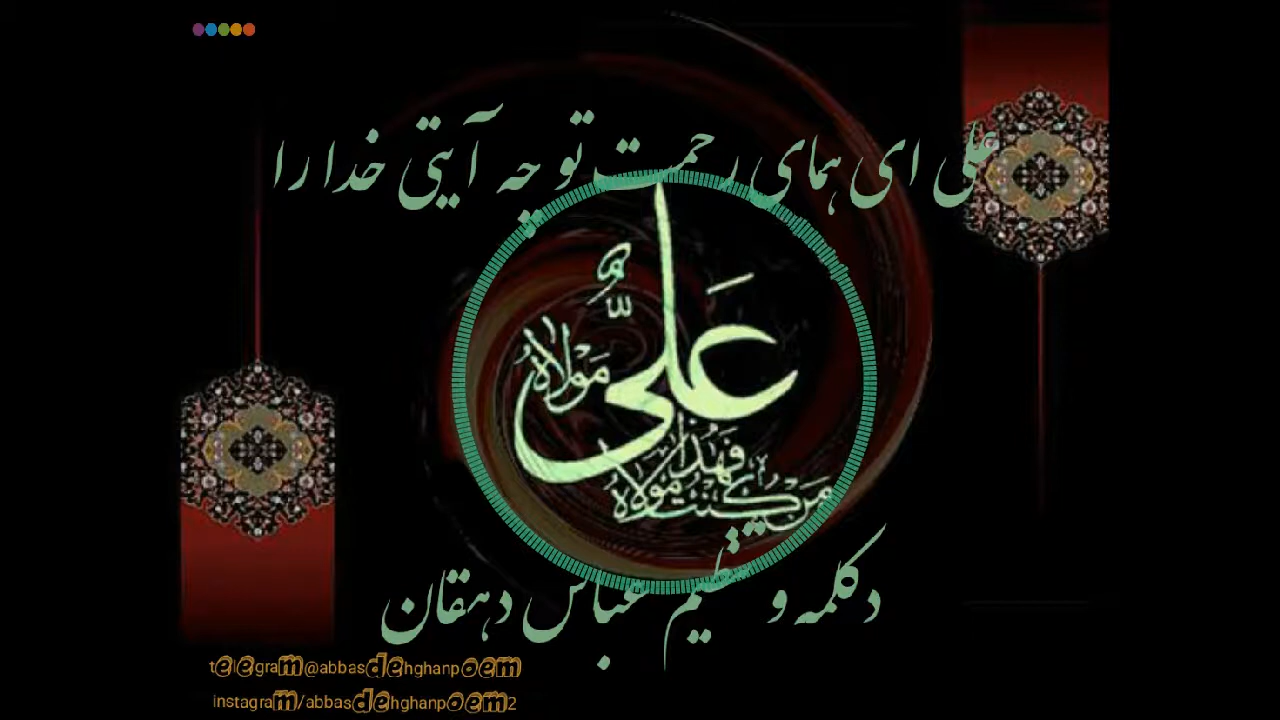 علی ای همای رحمت تو چه آیتی خدا را
من کنت مولاه
فهذا
علی
مولاه
دکلمه و تنظیم عباس دهقان
telegram@abbasdehghanpoem
instagram/abbasdehghanpoem2